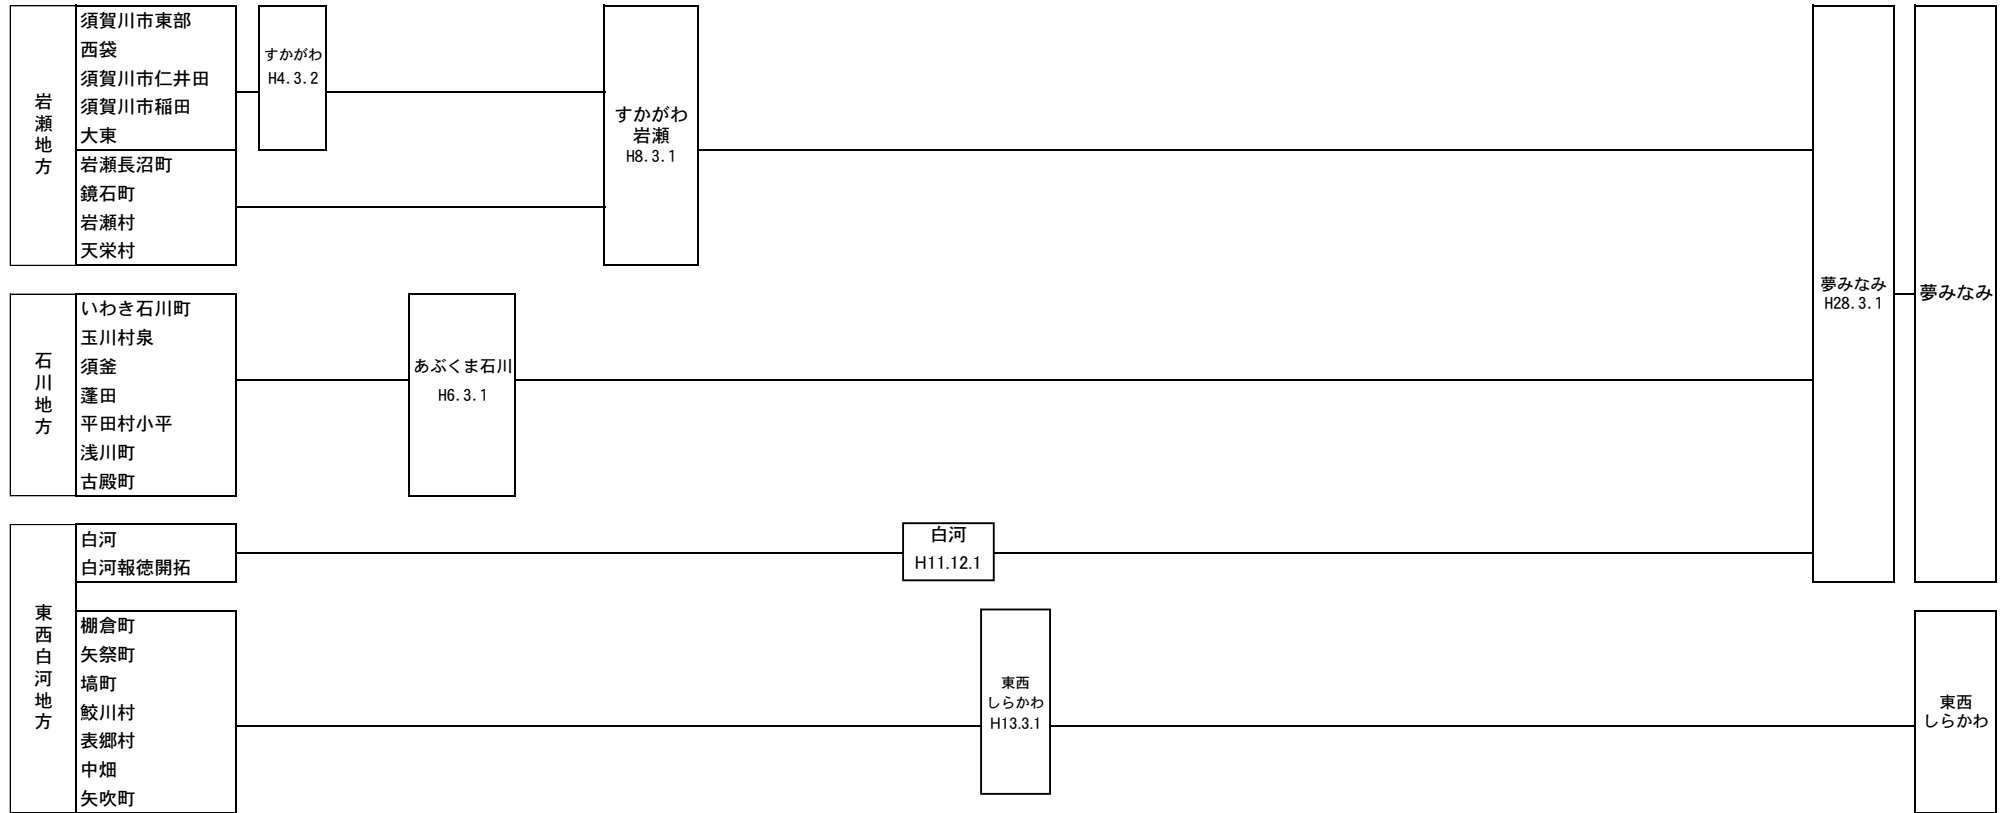 岩瀬地方
須賀川市東部
西袋
須賀川市仁井田
須賀川市稲田
大東
岩瀬長沼町
鏡石町
岩瀬村
天栄村
すかがわ
H4.3.2
すかがわ
岩瀬
H8.3.1
石川地方
いわき石川町
玉川村泉
須釜
蓬田
平田村小平
浅川町
古殿町
あぶくま石川
H6.3.1
東西白河地方
白河
白河報徳開拓
白河
H11.12.1
棚倉町
矢祭町
塙町
鮫川村
表郷村
中畑
矢吹町
東西
しらかわ
H13.3.1
夢みなみ
H28.3.1
夢みなみ
東西
しらかわ